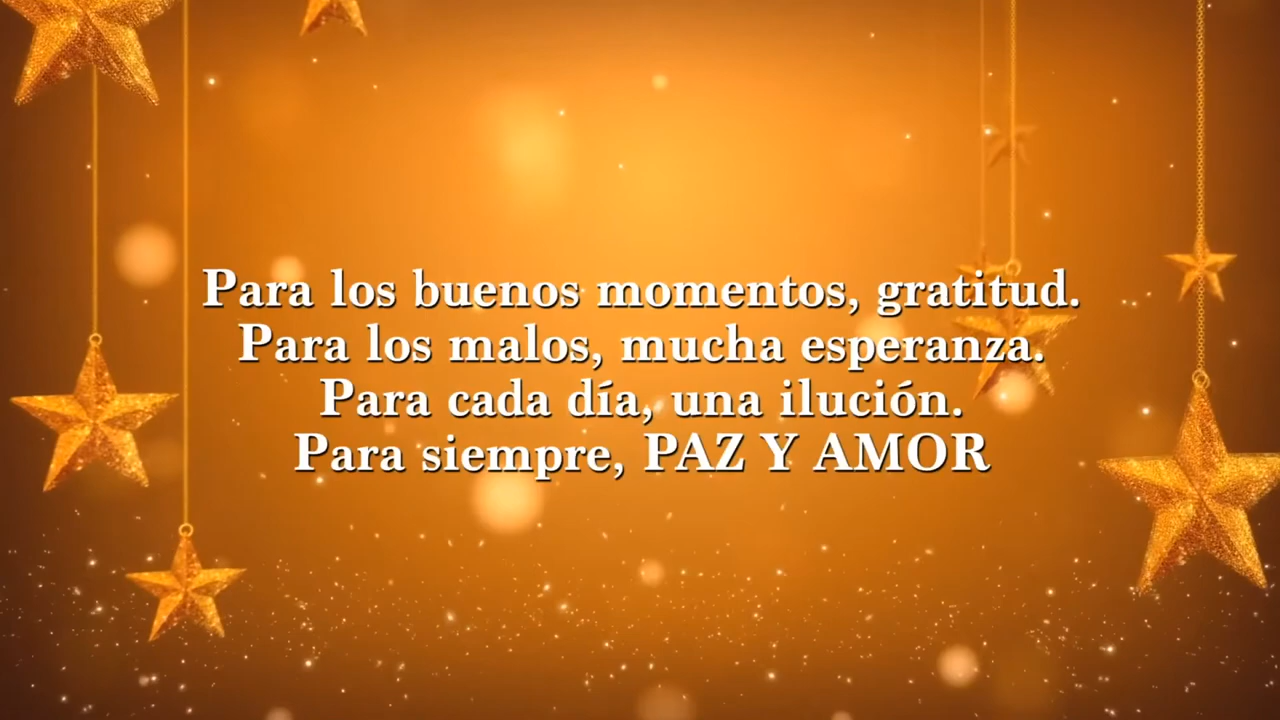 Para los buenos momentos, gratitud.
Para los malos, mucha esperanza.
Para cada día, una ilución.
Para siempre, PAZ Y AMOR